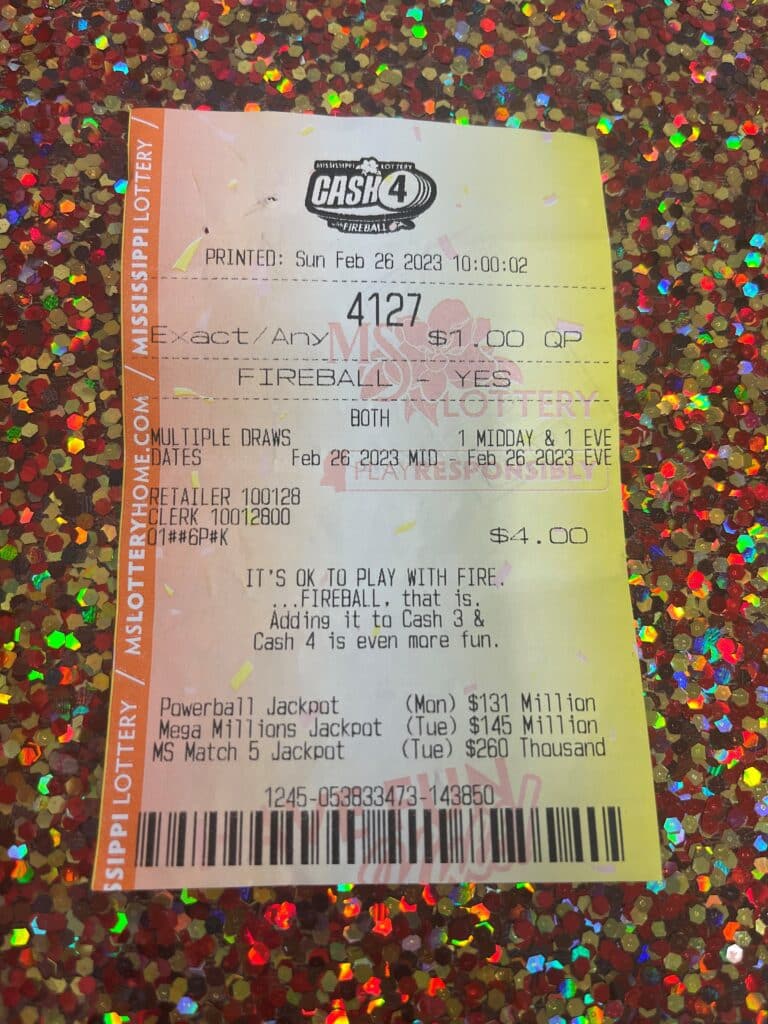 MISSISSIPPI LOTTERY
CASH 4
WITH FIREBALL
PRINTED: Sun Feb 26 2023 10:00:02
4127
Exact/Any $1.00 QP
FIREBALL - YES
BOTH
MULTIPLE DRAWS 1 MIDDAY & 1 EVE
DATES Feb 26 2023 MID - Feb 26 2023 EVE
RETAILER 100128
CLERK 10012800
01##6P#K $4.00
IT'S OK TO PLAY WITH FIRE.
...FIREBALL, that is.
Adding it to Cash 3 &
Cash 4 is even more fun.
Powerball Jackpot (Mon) $131 Million
Mega Millions Jackpot (Tue) $145 Million
MS Match 5 Jackpot (Tue) $260 Thousand
1245-053833473-143850
MS LOTTERY
PLAY RESPONSIBLY
SSIPPI LOTTERY / MSLOTTERYHOME.COM / MISSISSIPPI LOTTERY /